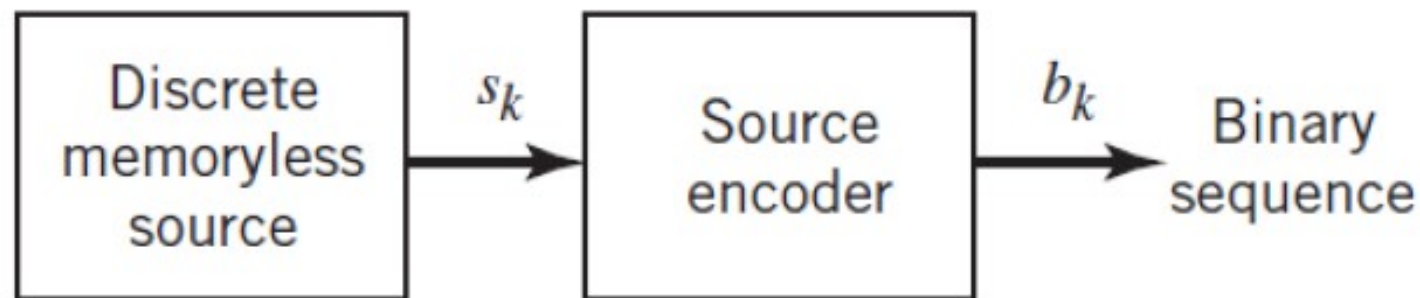 Discrete
memoryless
source
s_k
Source
encoder
b_k
Binary
sequence